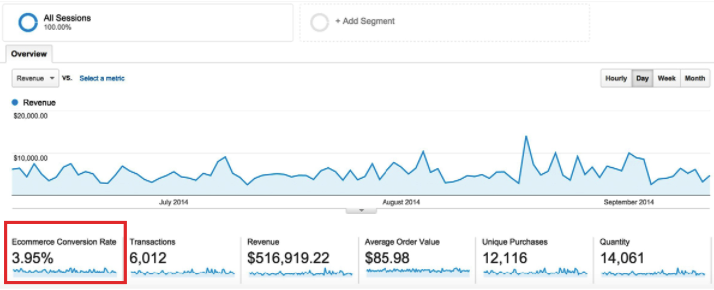 All Sessions
100.00%
+ Add Segment
Overview
Revenue vs. Select a metric
Hourly Day Week Month
Revenue
$20,000.00
$10,000.00
July 2014 August 2014 September 2014
Ecommerce Conversion Rate Transactions Revenue Average Order Value Unique Purchases Quantity
3.95% 6,012 $516,919.22 $85.98 12,116 14,061